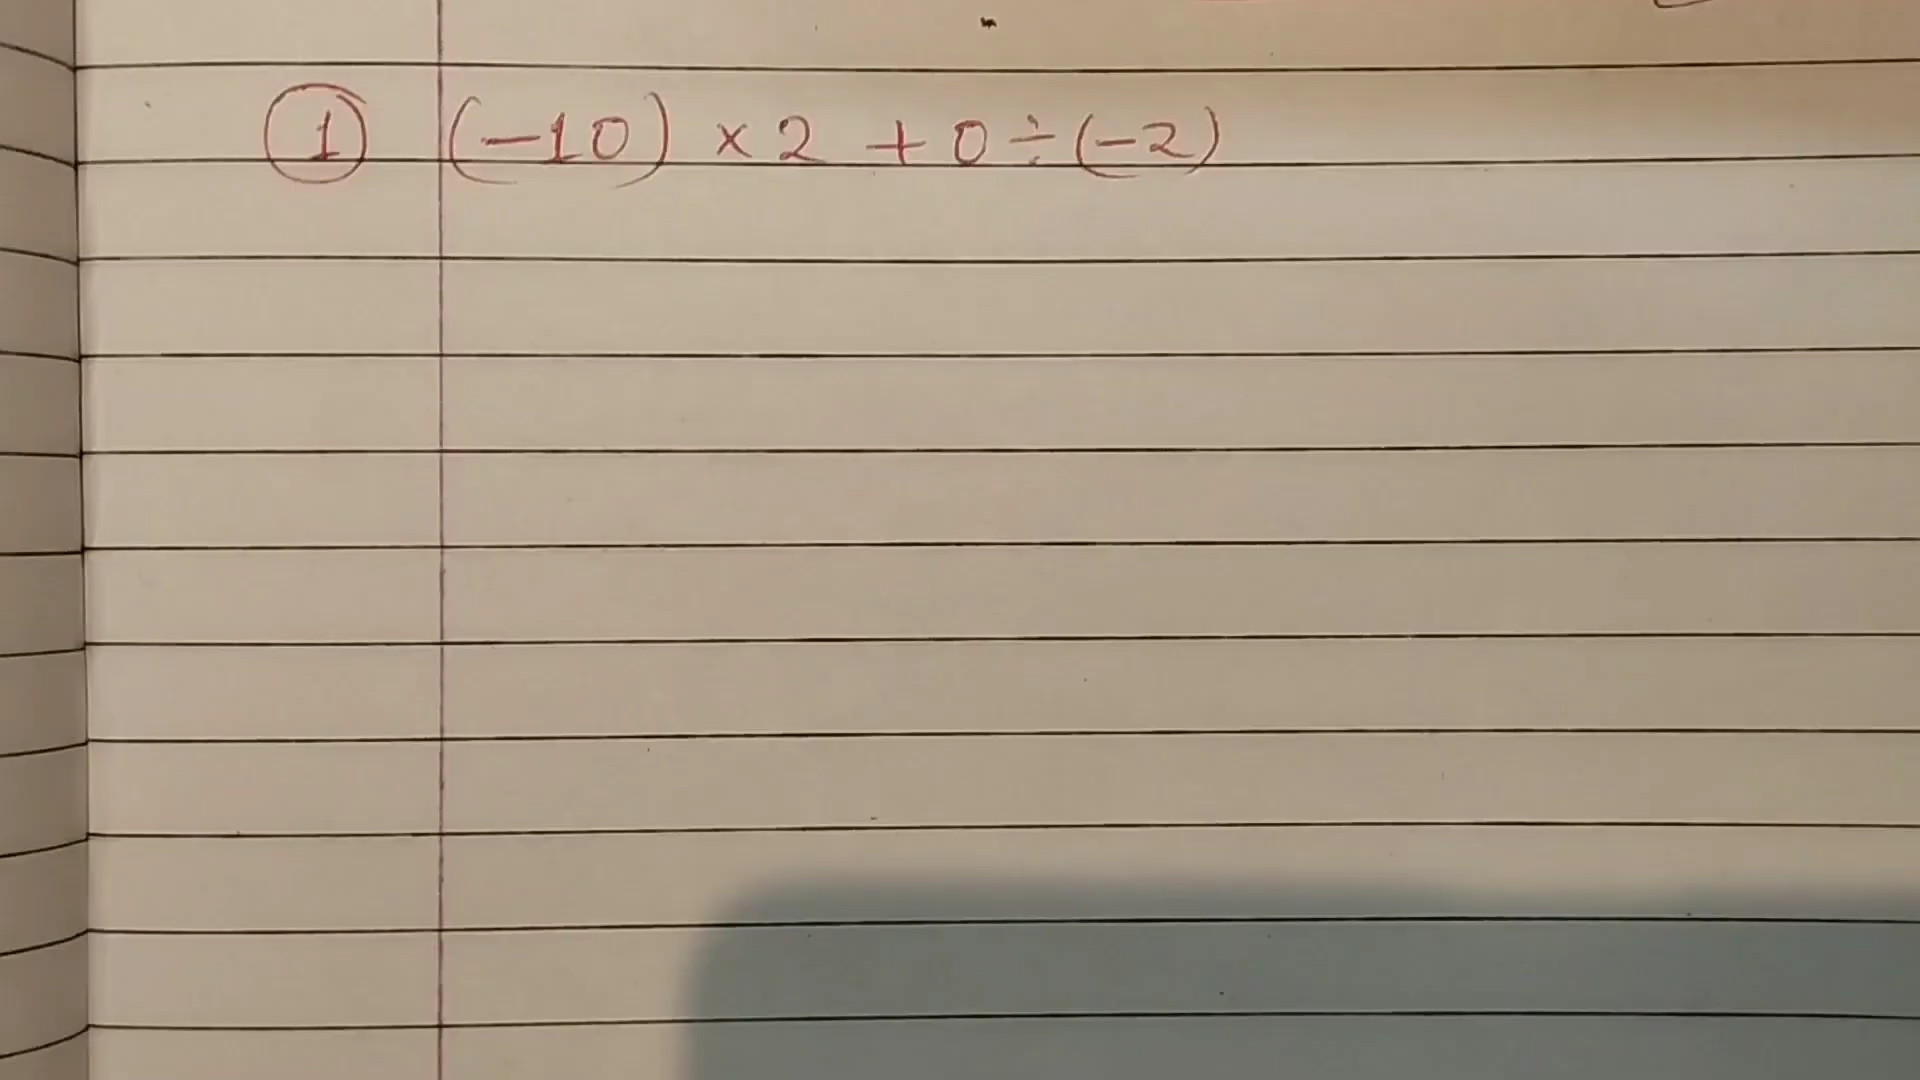 ① (-10) × 2 + 0 ÷ (-2)